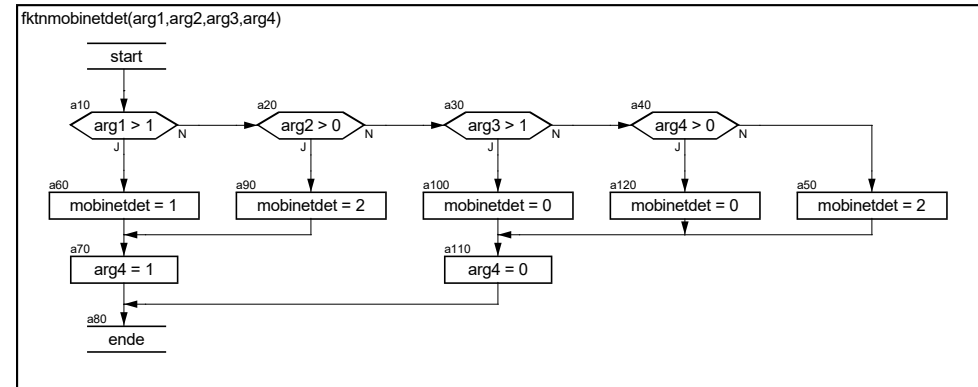 fktnmobinetdet(arg1,arg2,arg3,arg4)
start
a10 a20 a30 a40
arg1 > 1 N arg2 > 0 N arg3 > 1 N arg4 > 0 N
J J J J
a60 a90 a100 a120 a50
mobinetdet = 1 mobinetdet = 2 mobinetdet = 0 mobinetdet = 0 mobinetdet = 2
a70 a110
arg4 = 1 arg4 = 0
a80
ende